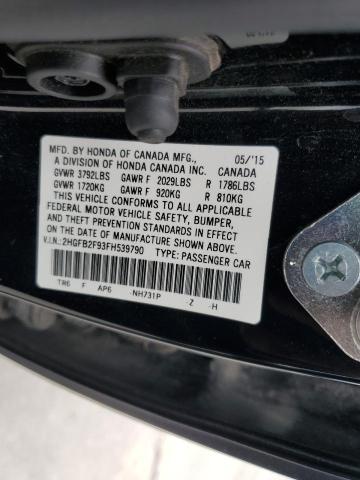 MFD. BY HONDA OF CANADA MFG., 05/'15
A DIVISION OF HONDA CANADA INC. CANADA
GVWR 3792LBS GAWR F 2029LBS R 1786LBS
GVWR 1720KG GAWR F 920KG R 810KG
THIS VEHICLE CONFORMS TO ALL APPLICABLE
FEDERAL MOTOR VEHICLE SAFETY, BUMPER,
AND THEFT PREVENTION STANDARDS IN EFFECT
ON THE DATE OF MANUFACTURE SHOWN ABOVE.
V.I.N.: 2HGFB2F93FH539790 TYPE: PASSENGER CAR
TR6 F AP6 -NH731P -Z -H